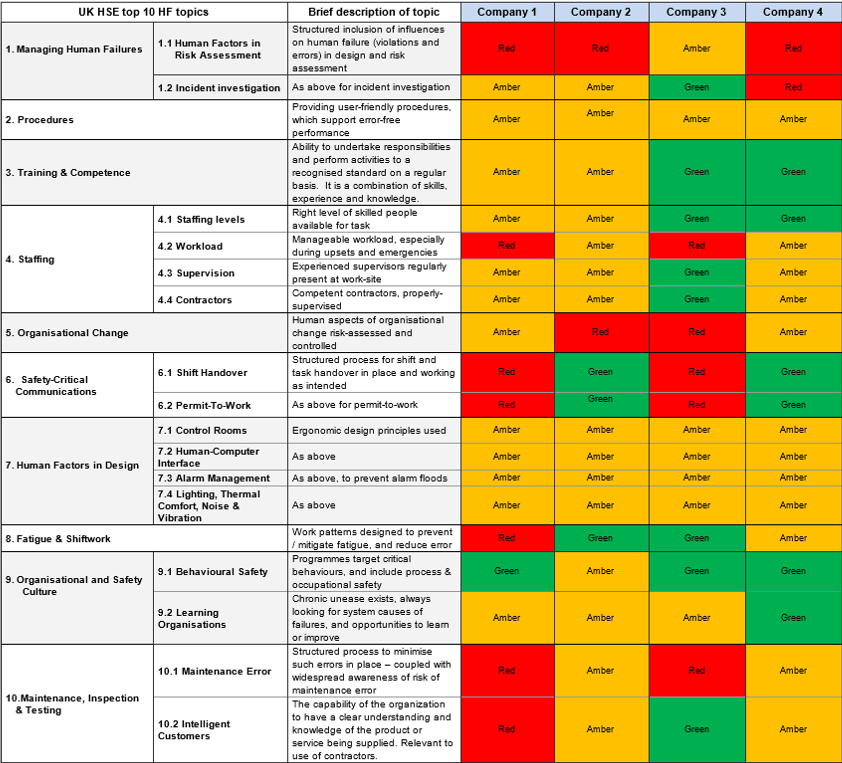 UK HSE top 10 HF topics Brief description of topic Company 1 Company 2 Company 3 Company 4
1. Managing Human Failures
1.1 Human Factors in
Risk Assessment
Structured inclusion of influences
on human failure (violations and
errors) in design and risk
assessment
Red Red Amber Red
1.2 Incident investigation As above for incident investigation Amber Amber Green Red
2. Procedures
Providing user-friendly procedures,
which support error-free
performance
Amber Amber Amber Amber
3. Training & Competence
Ability to undertake responsibilities
and perform activities to a
recognised standard on a regular
basis. It is a combination of skills,
experience and knowledge.
Amber Amber Green Green
4. Staffing
4.1 Staffing levels
Right level of skilled people
available for task
Amber Amber Green Green
4.2 Workload
Manageable workload, especially
during upsets and emergencies
Red Amber Red Amber
4.3 Supervision
Experienced supervisors regularly
present at work-site
Amber Amber Green Amber
4.4 Contractors
Competent contractors, properly-
supervised
Amber Amber Green Amber
5. Organisational Change
Human aspects of organisational
change risk-assessed and
controlled
Amber Red Red Amber
6. Safety-Critical
Communications
6.1 Shift Handover
Structured process for shift and
task handover in place and working
as intended
Red Green Red Green
6.2 Permit-To-Work As above for permit-to-work Red Green Red Green
7. Human Factors in Design
7.1 Control Rooms Ergonomic design principles used Amber Amber Amber Amber
7.2 Human-Computer
Interface
As above Amber Amber Amber Amber
7.3 Alarm Management As above, to prevent alarm floods Amber Amber Amber Amber
7.4 Lighting, Thermal
Comfort, Noise &
Vibration
As above Amber Amber Amber Amber
8. Fatigue & Shiftwork
Work patterns designed to prevent
/ mitigate fatigue, and reduce error
Red Green Green Amber
9. Organisational and Safety
Culture
9.1 Behavioural Safety
Programmes target critical
behaviours, and include process &
occupational safety
Green Amber Green Green
9.2 Learning
Organisations
Chronic unease exists, always
looking for system causes of
failures, and opportunities to learn
or improve
Amber Amber Amber Green
10.Maintenance, Inspection
& Testing
10.1 Maintenance Error
Structured process to minimise
such errors in place – coupled with
widespread awareness of risk of
maintenance error
Red Amber Red Amber
10.2 Intelligent
Customers
The capability of the organization
to have a clear understanding and
knowledge of the product or
service being supplied. Relevant to
use of contractors.
Red Amber Green Amber